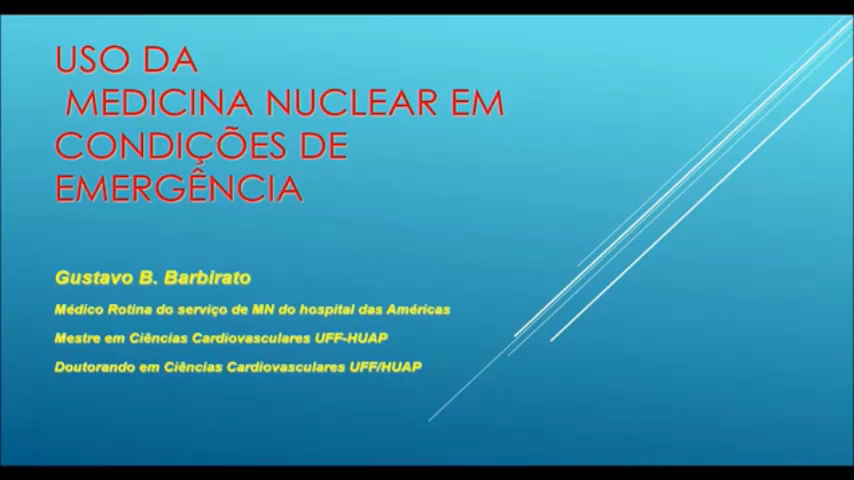 USO DA
MEDICINA NUCLEAR EM
CONDIÇÕES DE
EMERGÊNCIA
Gustavo B. Barbirato
Médico Rotina do serviço de MN do hospital das Américas
Mestre em Ciências Cardiovasculares UFF-HUAP
Doutorando em Ciências Cardiovasculares UFF/HUAP